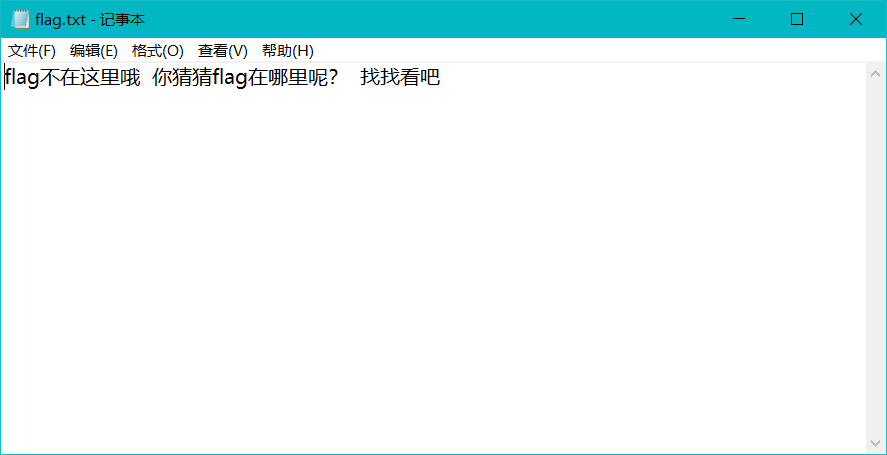 flag.txt - 记事本
文件(F) 编辑(E) 格式(O) 查看(V) 帮助(H)
flag不在这里哦  你猜猜flag在哪里呢？  找找看吧